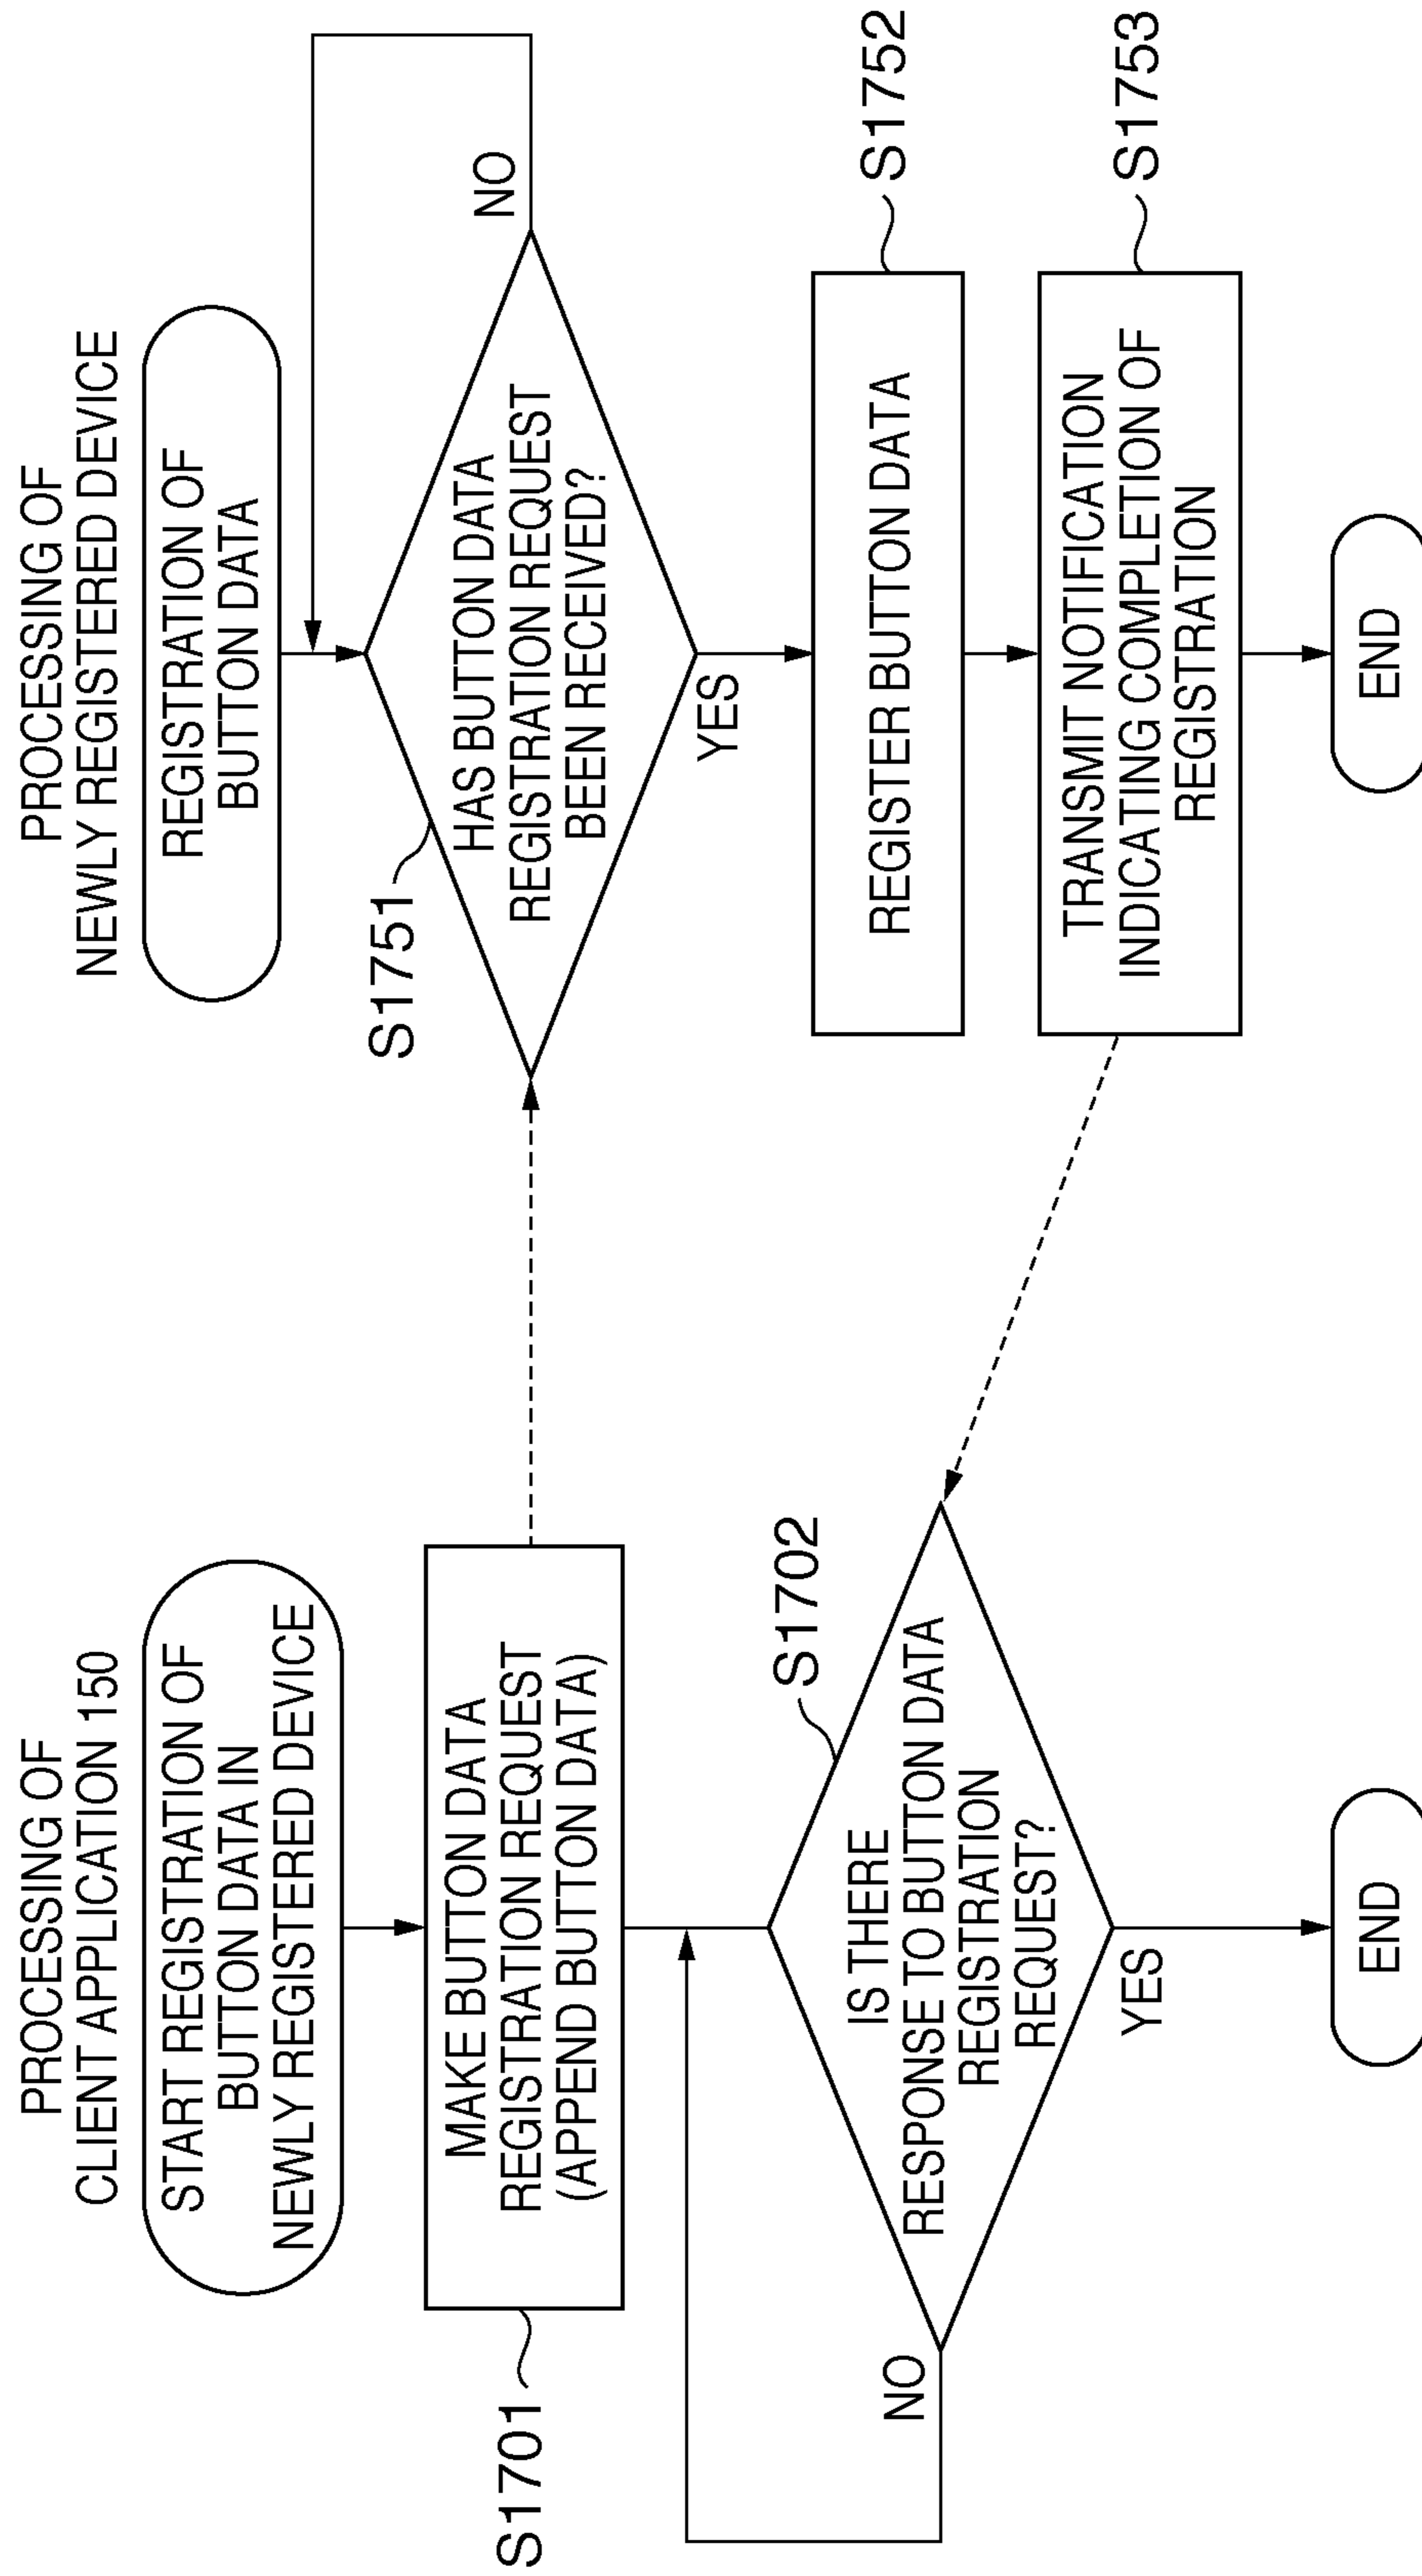 PROCESSING OF
CLIENT APPLICATION 150
START REGISTRATION OF
BUTTON DATA IN
NEWLY REGISTERED DEVICE
S1701
MAKE BUTTON DATA
REGISTRATION REQUEST
(APPEND BUTTON DATA)
S1702
IS THERE
RESPONSE TO BUTTON DATA
REGISTRATION
REQUEST?
NO
YES
END
PROCESSING OF
NEWLY REGISTERED DEVICE
REGISTRATION OF
BUTTON DATA
S1751
HAS BUTTON DATA
REGISTRATION REQUEST
BEEN RECEIVED?
NO
YES
REGISTER BUTTON DATA
S1752
TRANSMIT NOTIFICATION
INDICATING COMPLETION OF
REGISTRATION
S1753
END